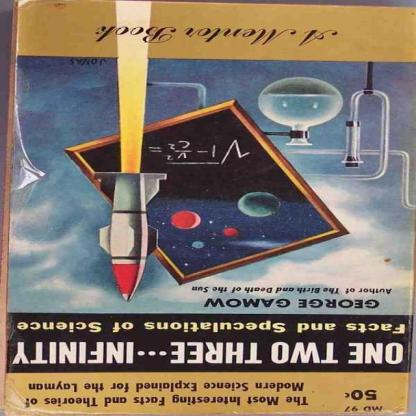 MD 97
50¢
The Most Interesting Facts and Theories of
Modern Science Explained for the Layman
ONE TWO THREE...INFINITY
Facts and Speculations of Science
GEORGE GAMOW
Author of The Birth and Death of the Sun
√1-v²/c²=
JONAS
A Mentor Book